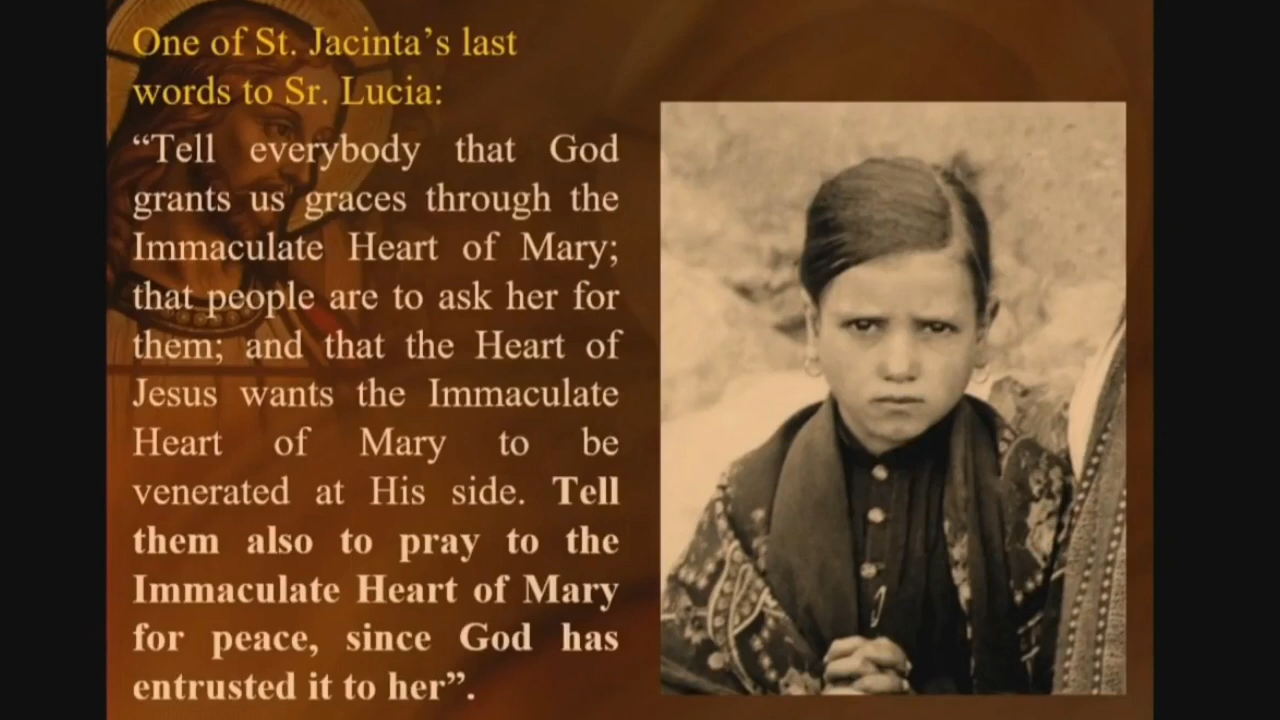 One of St. Jacinta’s last
words to Sr. Lucia:
“Tell everybody that God
grants us graces through the
Immaculate Heart of Mary;
that people are to ask her for
them; and that the Heart of
Jesus wants the Immaculate
Heart of Mary to be
venerated at His side. Tell
them also to pray to the
Immaculate Heart of Mary
for peace, since God has
entrusted it to her”.